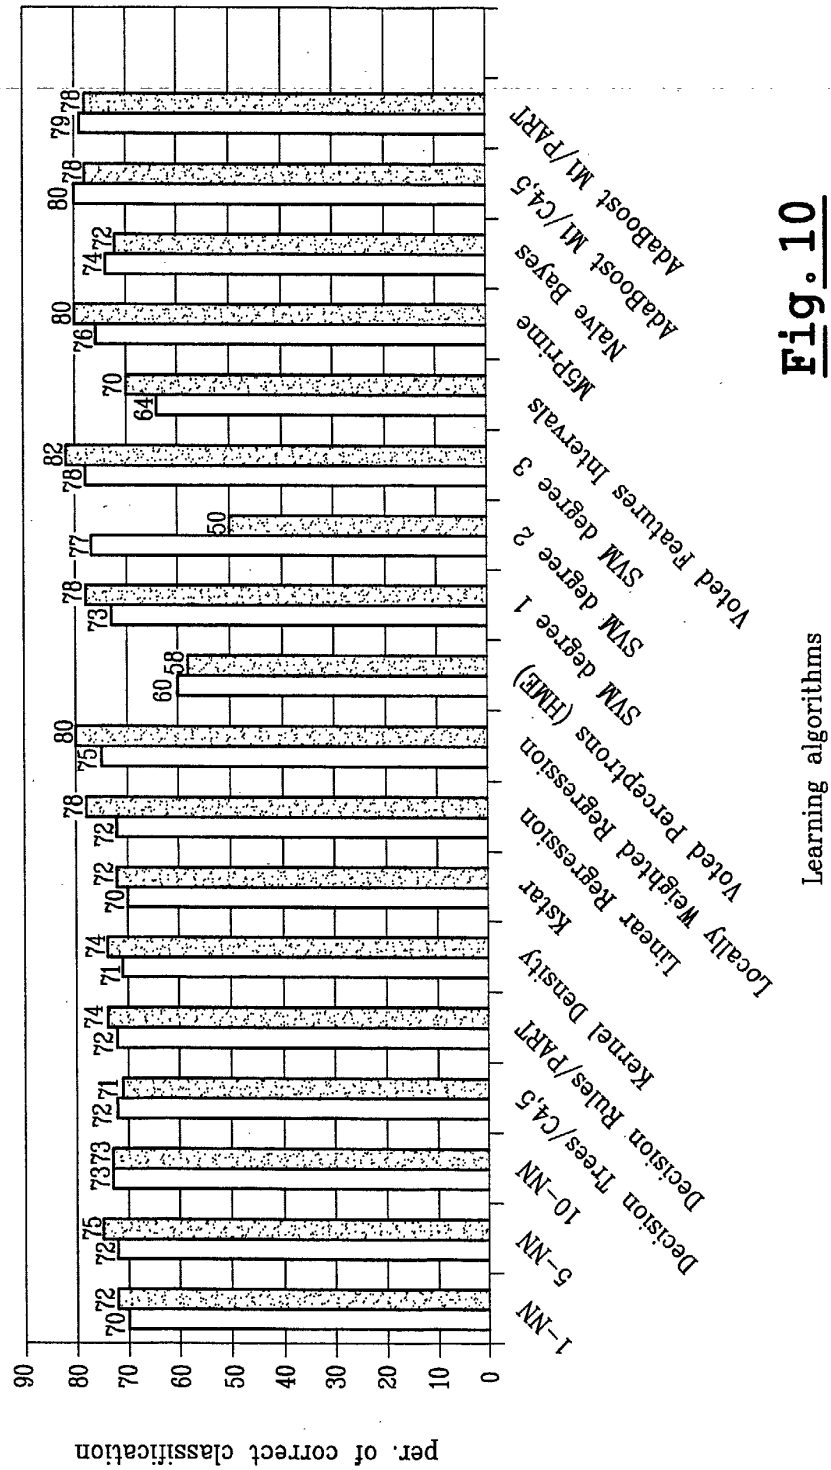 per. of correct classification
90
80
70
60
50
40
30
20
10
0
70 72
72 75
73 73
72 71
72 74
71 74
70 72
72 78
75 80
60 58
73 78
77 50
78 82
64 70
76 80
74 72
80 78
79 78
1-NN
5-NN
10-NN
Decision Trees/C4,5
Decision Rules/PART
Kernel Density
Kstar
Linear Regression
Locally Weighted Regression
Voted Perceptrons (HME)
SVM degree 1
SVM degree 2
SVM degree 3
Voted Features Intervals
M5Prime
Naive Bayes
AdaBoost M1/C4,5
AdaBoost M1/PART
Learning algorithms
Fig. 10